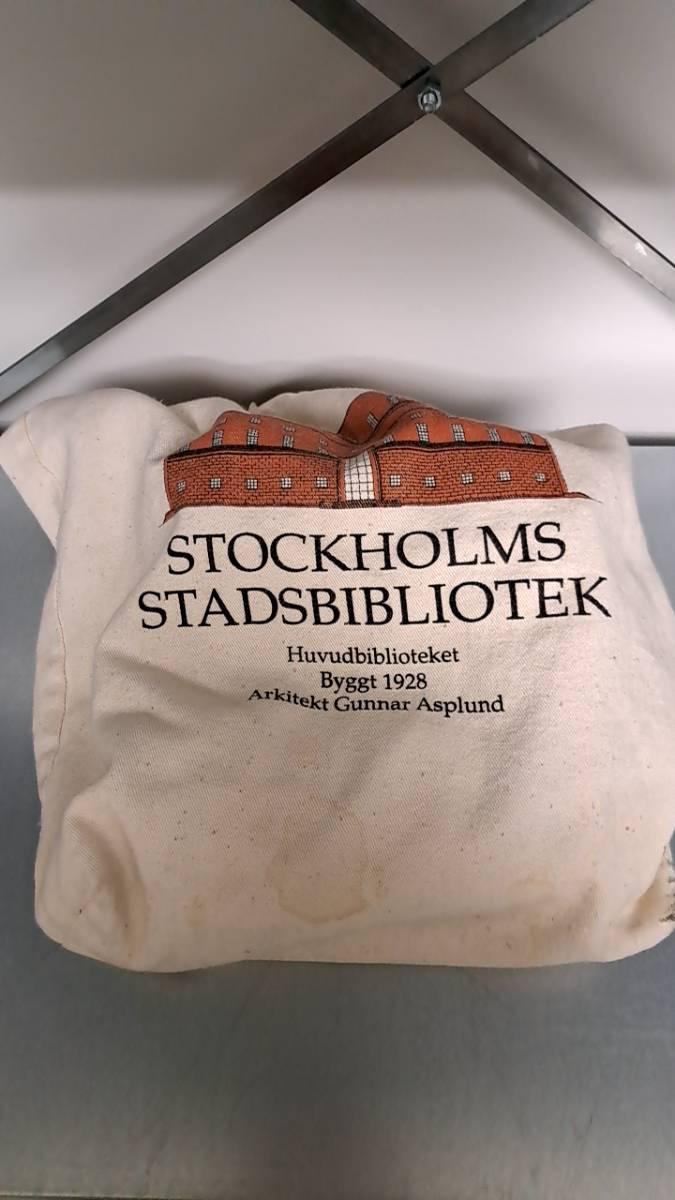 STOCKHOLMS
STADSBIBLIOTEK
Huvudbiblioteket
Byggt 1928
Arkitekt Gunnar Asplund